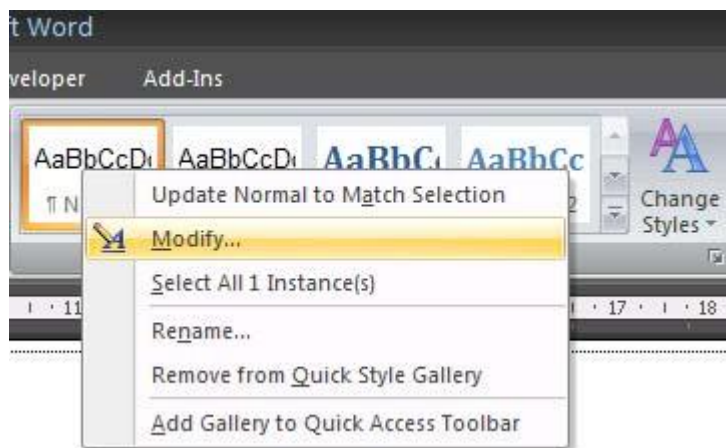 t Word
veloper Add-Ins
AaBbCcD AaBbCcD AaBbC AaBbCc
¶ N 2
Change
Styles
Update Normal to Match Selection
Modify...
Select All 1 Instance(s)
11 17 18
Rename...
Remove from Quick Style Gallery
Add Gallery to Quick Access Toolbar